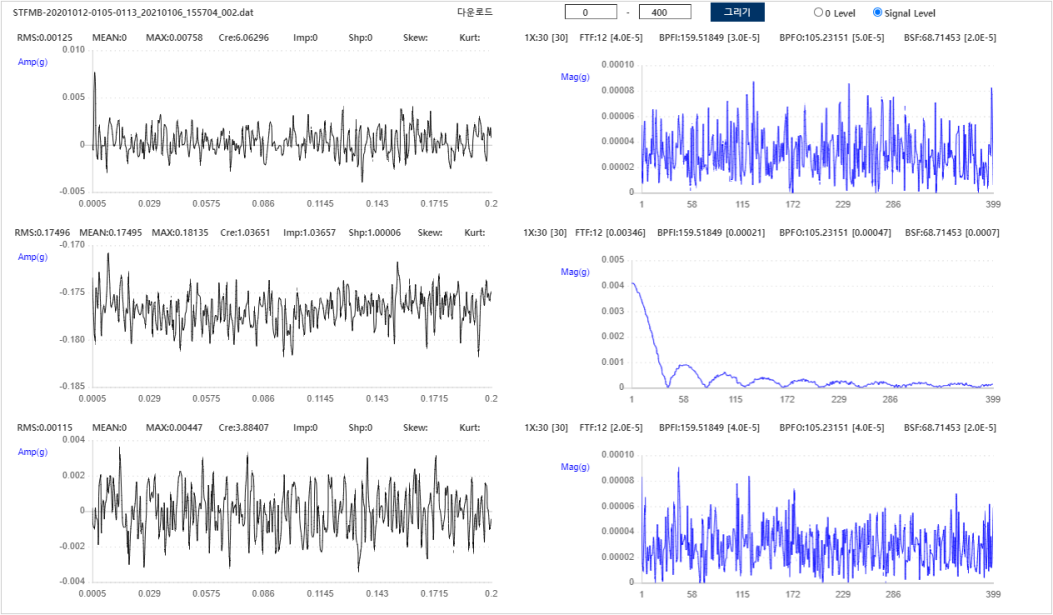 STFMB-20201012-0105-0113_20210106_155704_002.dat 다운로드 0 - 400 그리기 0 Level Signal Level
RMS:0.00125 MEAN:0 MAX:0.00758 Cre:6.06296 Imp:0 Shp:0 Skew: Kurt:
0.010
Amp(g)
0.005
0
-0.005
0.0005 0.029 0.0575 0.086 0.1145 0.143 0.1715 0.2
1X:30 [30] FTF:12 [4.0E-5] BPFI:159.51849 [3.0E-5] BPFO:105.23151 [5.0E-5] BSF:68.71453 [2.0E-5]
0.00010
Mag(g)
0.00008
0.00006
0.00004
0.00002
0
1 58 115 172 229 286 399
RMS:0.17496 MEAN:0.17495 MAX:0.18135 Cre:1.03651 Imp:1.03657 Shp:1.00006 Skew: Kurt:
-0.170
Amp(g)
-0.175
-0.180
-0.185
0.0005 0.029 0.0575 0.086 0.1145 0.143 0.1715 0.2
1X:30 [30] FTF:12 [0.00346] BPFI:159.51849 [0.00021] BPFO:105.23151 [0.00047] BSF:68.71453 [0.0007]
0.005
Mag(g)
0.004
0.003
0.002
0.001
0
1 58 115 172 229 286 399
RMS:0.00115 MEAN:0 MAX:0.00447 Cre:3.88407 Imp:0 Shp:0 Skew: Kurt:
0.004
Amp(g)
0.002
0
-0.002
-0.004
0.0005 0.029 0.0575 0.086 0.1145 0.143 0.1715 0.2
1X:30 [30] FTF:12 [2.0E-5] BPFI:159.51849 [4.0E-5] BPFO:105.23151 [4.0E-5] BSF:68.71453 [2.0E-5]
0.00010
Mag(g)
0.00008
0.00006
0.00004
0.00002
0
1 58 115 172 229 286 399